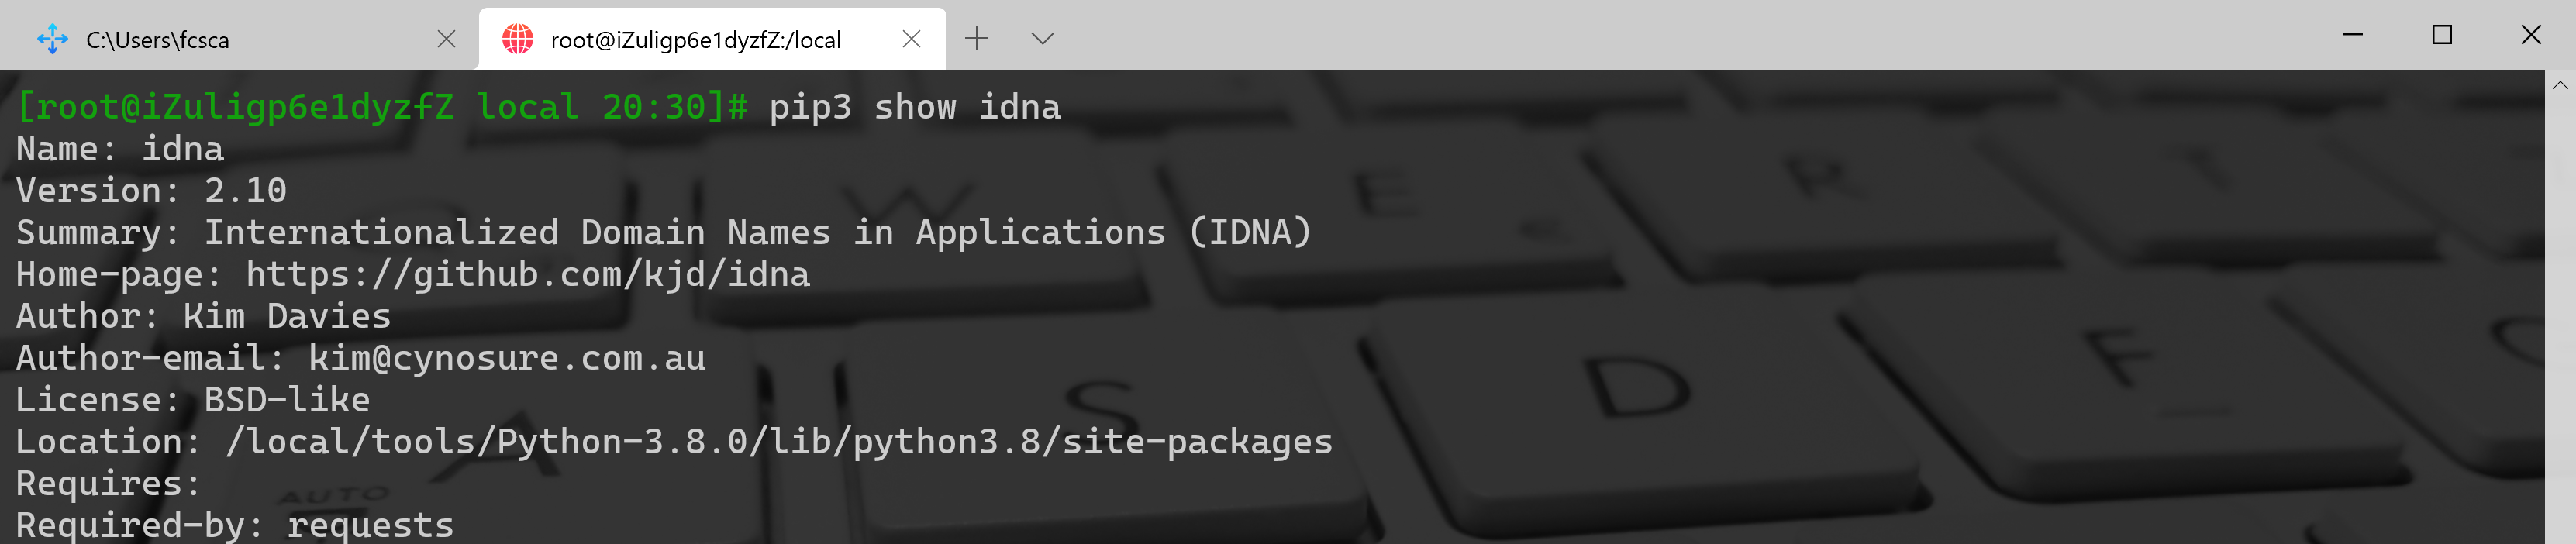 C:\Users\fcsca
root@iZuligp6e1dyzfZ:/local
[root@iZuligp6e1dyzfZ local 20:30]# pip3 show idna
Name: idna
Version: 2.10
Summary: Internationalized Domain Names in Applications (IDNA)
Home-page: https://github.com/kjd/idna
Author: Kim Davies
Author-email: kim@cynosure.com.au
License: BSD-like
Location: /local/tools/Python-3.8.0/lib/python3.8/site-packages
Requires:
Required-by: requests
W E R
A S D F
AUTO